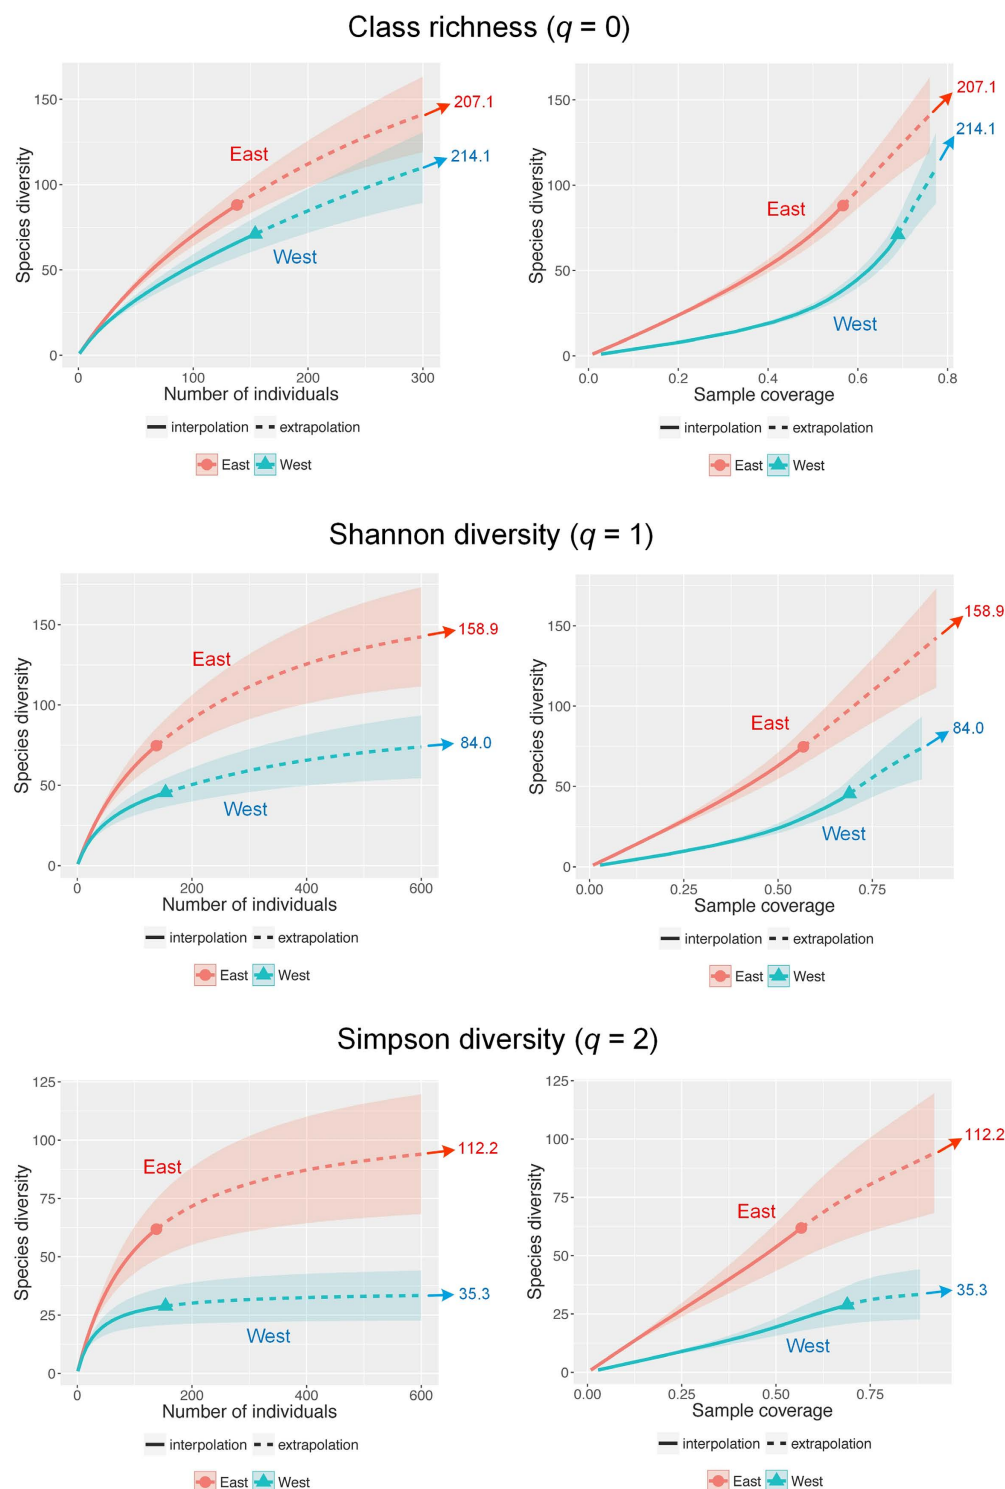 Class richness (q = 0)
Species diversity
150
100
50
0
East
West
207.1
214.1
0
100
200
300
Number of individuals
interpolation
extrapolation
East
West
Species diversity
150
100
50
0
East
West
207.1
214.1
0.0
0.2
0.4
0.6
0.8
Sample coverage
interpolation
extrapolation
East
West
Shannon diversity (q = 1)
Species diversity
150
100
50
0
East
West
158.9
84.0
0
200
400
600
Number of individuals
interpolation
extrapolation
East
West
Species diversity
150
100
50
0
East
West
158.9
84.0
0.00
0.25
0.50
0.75
Sample coverage
interpolation
extrapolation
East
West
Simpson diversity (q = 2)
Species diversity
125
100
75
50
25
0
East
West
112.2
35.3
0
200
400
600
Number of individuals
interpolation
extrapolation
East
West
Species diversity
125
100
75
50
25
0
East
West
112.2
35.3
0.00
0.25
0.50
0.75
Sample coverage
interpolation
extrapolation
East
West